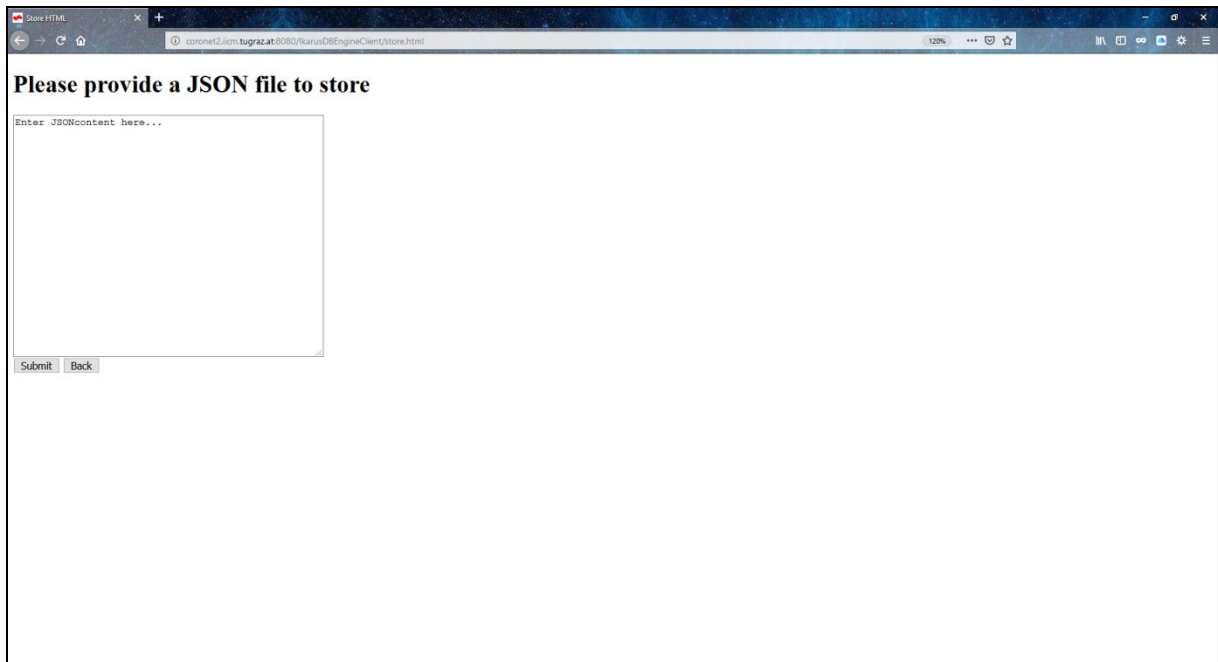 Store HTML
coronet2.iicm.tugraz.at:8080/IkarusDBEngineClient/store.html
120%
Please provide a JSON file to store
Enter JSONcontent here...
Submit Back